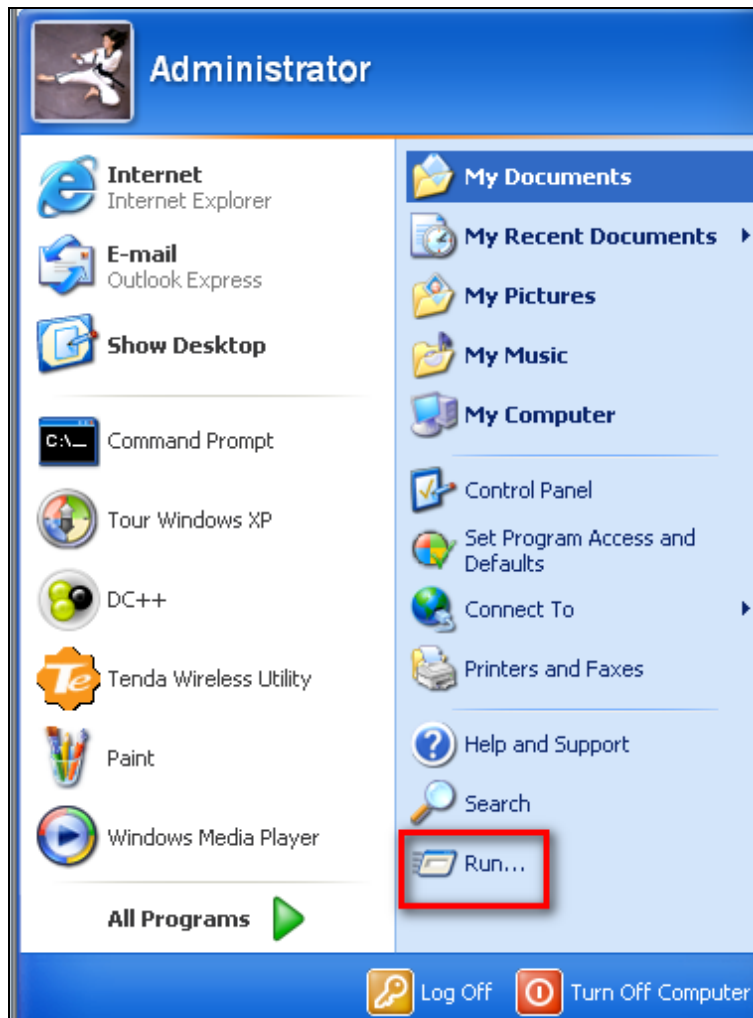 Administrator
Internet
Internet Explorer
E-mail
Outlook Express
Show Desktop
C:\_
Command Prompt
Tour Windows XP
DC++
Te
Tenda Wireless Utility
Paint
Windows Media Player
All Programs
My Documents
My Recent Documents
My Pictures
My Music
My Computer
Control Panel
Set Program Access and
Defaults
Connect To
Printers and Faxes
Help and Support
Search
Run...
Log Off
Turn Off Computer